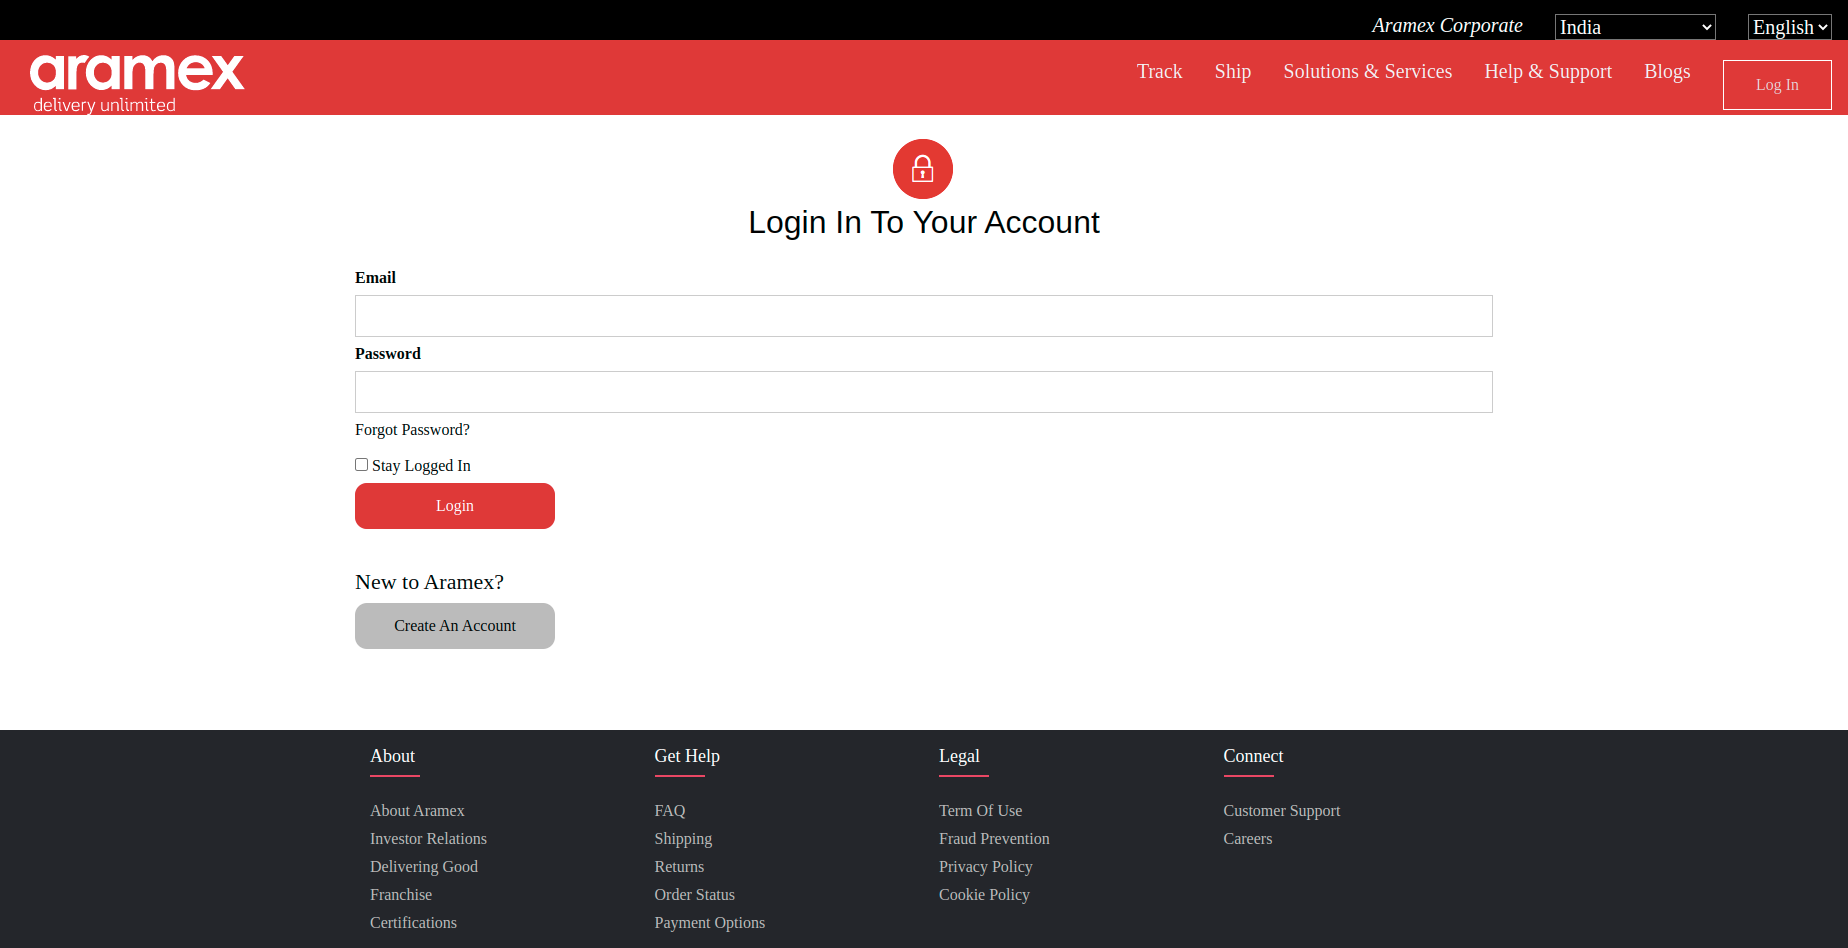 Aramex Corporate India English
aramex
delivery unlimited
Track Ship Solutions & Services Help & Support Blogs Log In
Login In To Your Account
Email
Password
Forgot Password?
Stay Logged In
Login
New to Aramex?
Create An Account
About
About Aramex
Investor Relations
Delivering Good
Franchise
Certifications
Get Help
FAQ
Shipping
Returns
Order Status
Payment Options
Legal
Term Of Use
Fraud Prevention
Privacy Policy
Cookie Policy
Connect
Customer Support
Careers